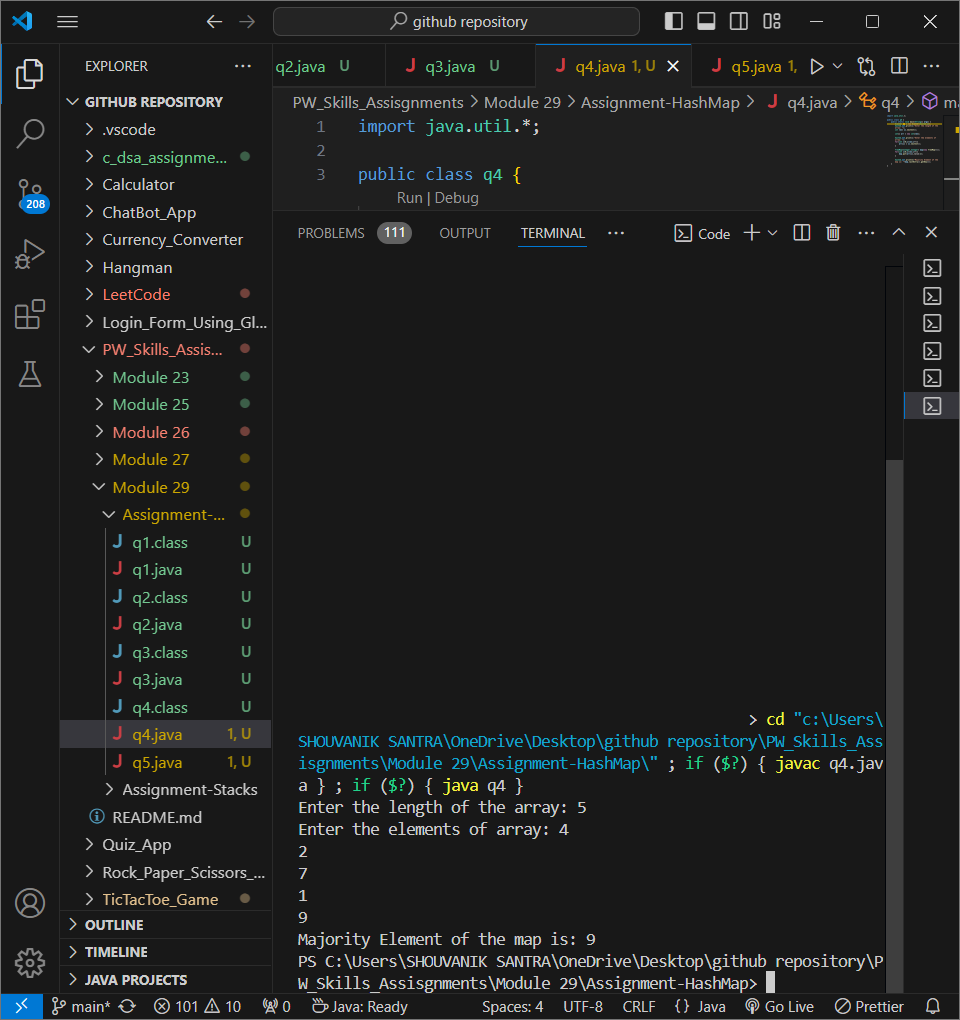 github repository
EXPLORER
GITHUB REPOSITORY
.vscode
c_dsa_assignme...
Calculator
ChatBot_App
Currency_Converter
Hangman
LeetCode
Login_Form_Using_Gl...
PW_Skills_Assis...
Module 23
Module 25
Module 26
Module 27
Module 29
Assignment-...
q1.class U
q1.java U
q2.class U
q2.java U
q3.class U
q3.java U
q4.class U
q4.java 1, U
q5.java 1, U
Assignment-Stacks
README.md
Quiz_App
Rock_Paper_Scissors_...
TicTacToe_Game
OUTLINE
TIMELINE
JAVA PROJECTS
208
q2.java U q3.java U q4.java 1, U q5.java 1,
PW_Skills_Assisgnments > Module 29 > Assignment-HashMap > q4.java > q4 > ma
1 import java.util.*;
2
3 public class q4 {
Run | Debug
PROBLEMS 111 OUTPUT TERMINAL Code
> cd "c:\Users\
SHOUVANIK SANTRA\OneDrive\Desktop\github repository\PW_Skills_Ass
isgnments\Module 29\Assignment-HashMap\" ; if ($?) { javac q4.jav
a } ; if ($?) { java q4 }
Enter the length of the array: 5
Enter the elements of array: 4
2
7
1
9
Majority Element of the map is: 9
PS C:\Users\SHOUVANIK SANTRA\OneDrive\Desktop\github repository\P
W_Skills_Assisgnments\Module 29\Assignment-HashMap>
main* 101 10 0 Java: Ready Spaces: 4 UTF-8 CRLF {} Java Go Live Prettier